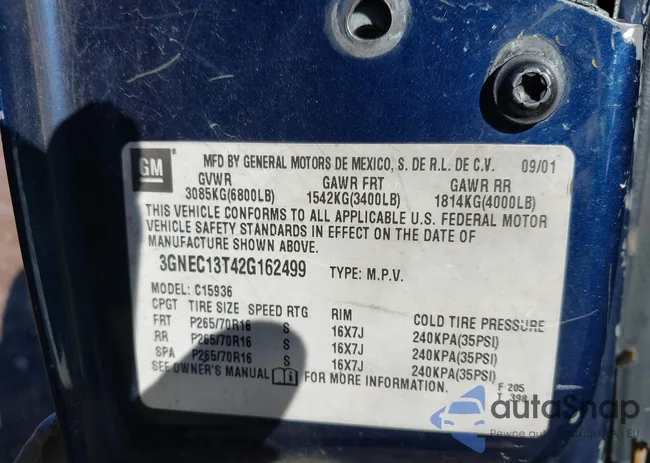 GM
MFD BY GENERAL MOTORS DE MEXICO, S. DE R.L. DE C.V. 09/01
GVWR GAWR FRT GAWR RR
3085KG(6800LB) 1542KG(3400LB) 1814KG(4000LB)
THIS VEHICLE CONFORMS TO ALL APPLICABLE U.S. FEDERAL MOTOR
VEHICLE SAFETY STANDARDS IN EFFECT ON THE DATE OF
MANUFACTURE SHOWN ABOVE.
3GNEC13T42G162499 TYPE: M.P.V.
MODEL: C15936
CPGT TIRE SIZE SPEED RTG RIM COLD TIRE PRESSURE
FRT P265/70R16 S 16X7J 240KPA(35PSI)
RR P265/70R16 S 16X7J 240KPA(35PSI)
SPA P265/70R16 S 16X7J 240KPA(35PSI)
SEE OWNER'S MANUAL i FOR MORE INFORMATION.
F 205
T 398
autoSnap
Pewne auto